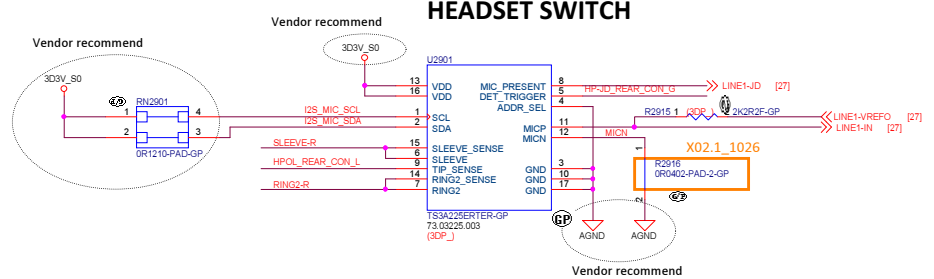 HEADSET SWITCH
Vendor recommend
Vendor recommend
3D3V_S0
3D3V_S0
U2901
RN2901
1 4
2 3
0R1210-PAD-GP
I2S_MIC_SCL
I2S_MIC_SDA
SLEEVE-R
HPOL_REAR_CON_L
RING2-R
13 VDD
16 VDD
1 SCL
2 SDA
15 SLEEVE_SENSE
6 SLEEVE
9 TIP_SENSE
14 RING2_SENSE
7 RING2
MIC_PRESENT 8
DET_TRIGGER 5
ADDR_SEL 4
MICP 11
MICN 12
GND 3
GND 10
GND 17
TS3A225ERTER-GP
73.03225.003
(3DP_)
LINE1-JD [27]
HP-JD_REAR_CON_G
R2915 1 (3DP_) 2K2R2F-GP
LINE1-VREFO [27]
LINE1-IN [27]
MICN
X02.1_1026
1
R2916
0R0402-PAD-2-GP
2
GP
AGND
AGND
Vendor recommend